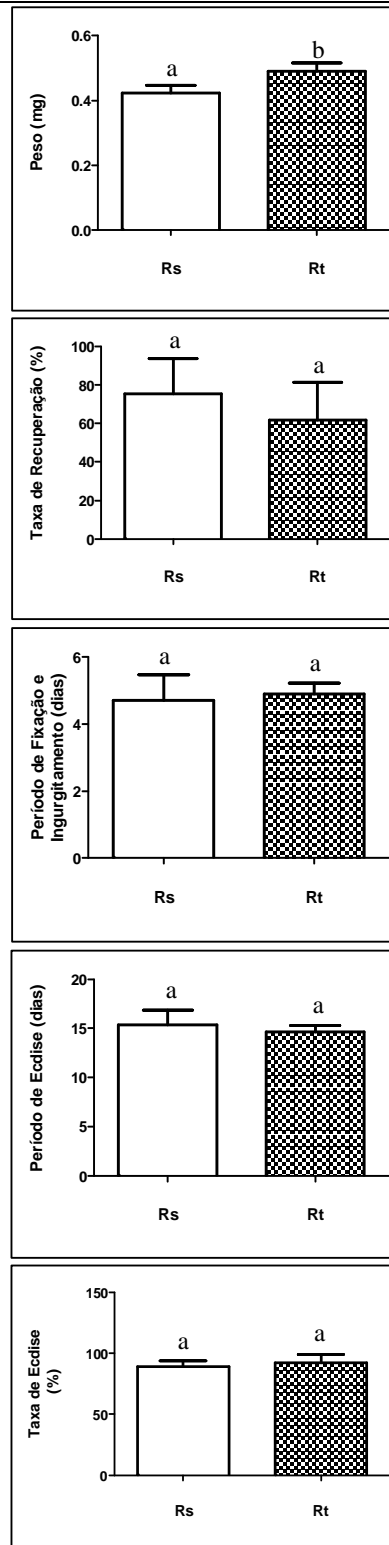 0.6
0.4
0.2
0.0
Peso (mg)
a
b
Rs
Rt
100
80
60
40
20
0
Taxa de Recuperação (%)
a
a
Rs
Rt
6
4
2
0
Período de Fixação e
Ingurgitamento (dias)
a
a
Rs
Rt
20
15
10
5
0
Período de Ecdise (dias)
a
a
Rs
Rt
150
100
50
0
Taxa de Ecdise
(%)
a
a
Rs
Rt